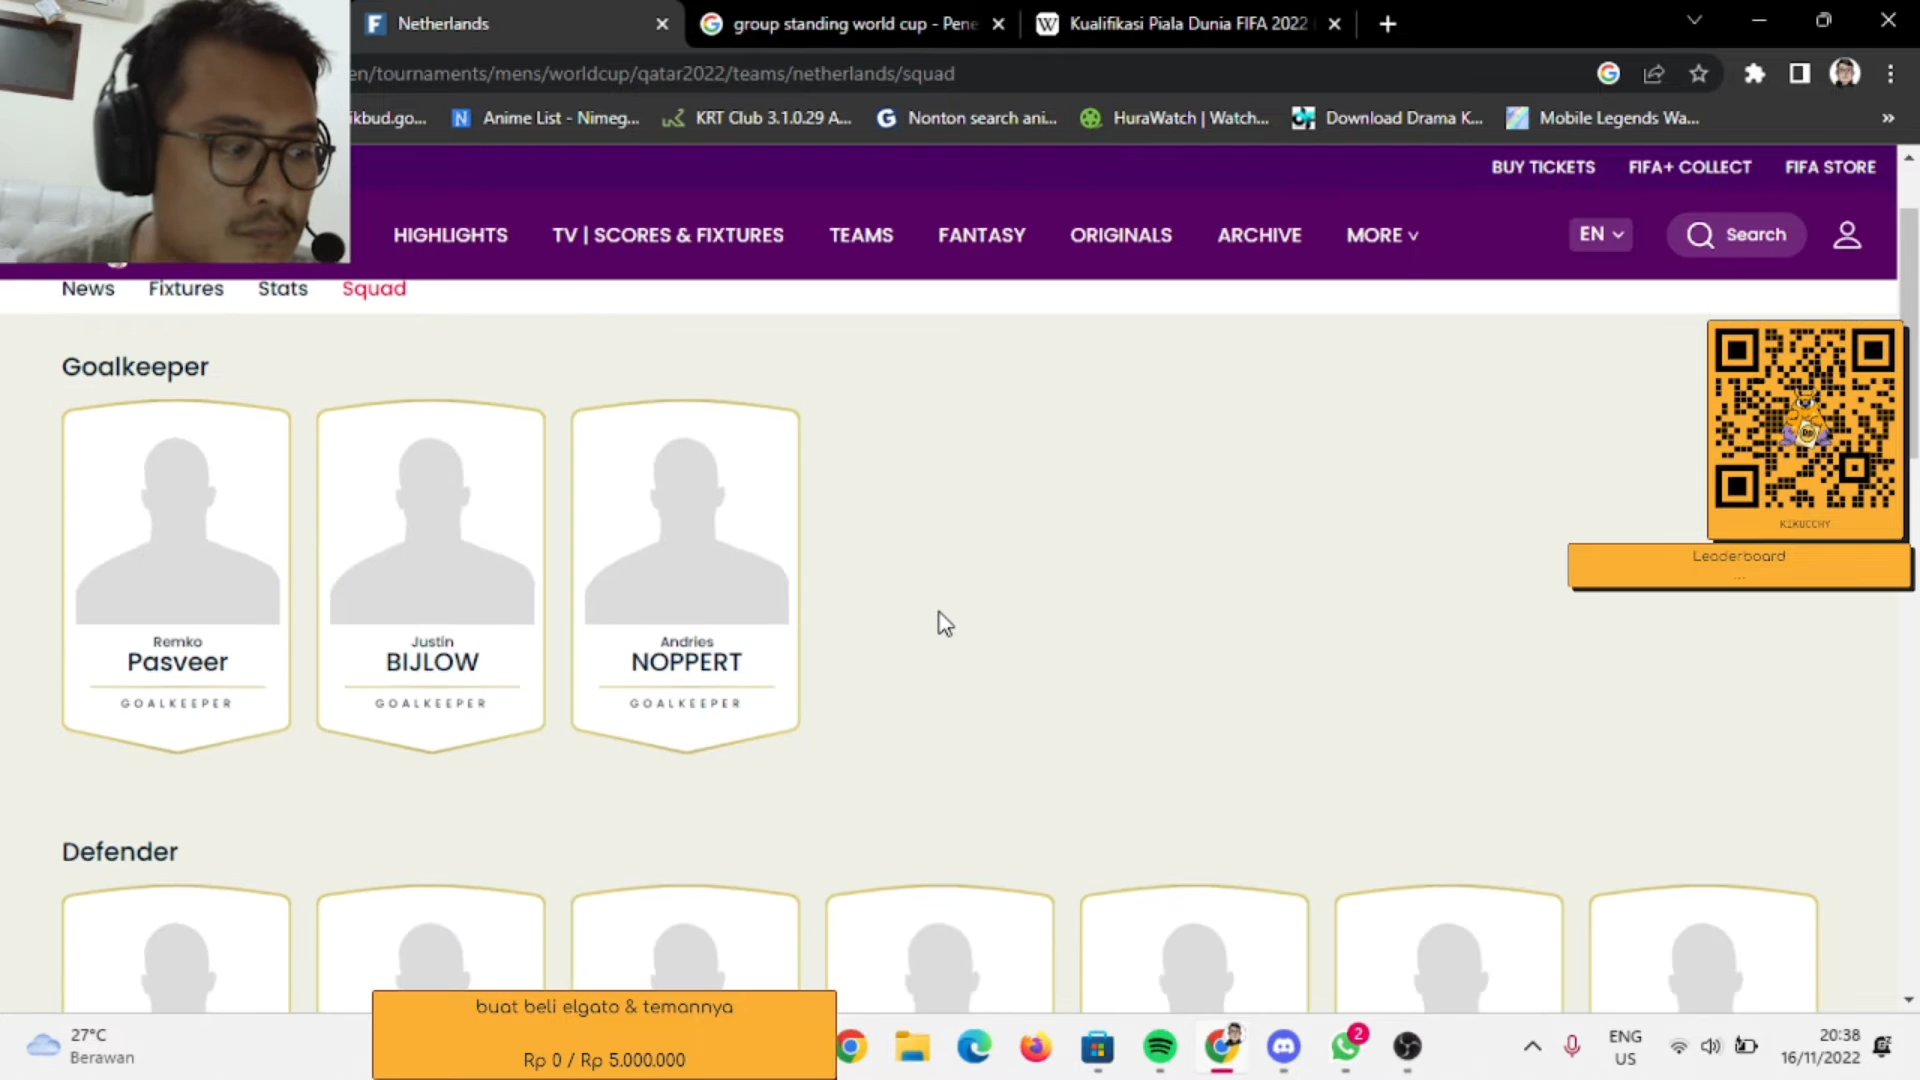 Netherlands
group standing world cup - Pene
Kualifikasi Piala Dunia FIFA 2022
en/tournaments/mens/worldcup/qatar2022/teams/netherlands/squad
ikbud.go...
Anime List - Nimeg...
KRT Club 3.1.0.29 A...
Nonton search ani...
HuraWatch | Watch...
Download Drama K...
Mobile Legends Wa...
»
BUY TICKETS
FIFA+ COLLECT
FIFA STORE
HIGHLIGHTS
TV | SCORES & FIXTURES
TEAMS
FANTASY
ORIGINALS
ARCHIVE
MORE
EN
Search
News
Fixtures
Stats
Squad
Goalkeeper
Remko
Pasveer
GOALKEEPER
Justin
BIJLOW
GOALKEEPER
Andries
NOPPERT
GOALKEEPER
KIKUCCHY
Leaderboard
...
Defender
buat beli elgato & temannya
Rp 0 / Rp 5.000.000
27°C
Berawan
2
ENG
US
20:38
16/11/2022